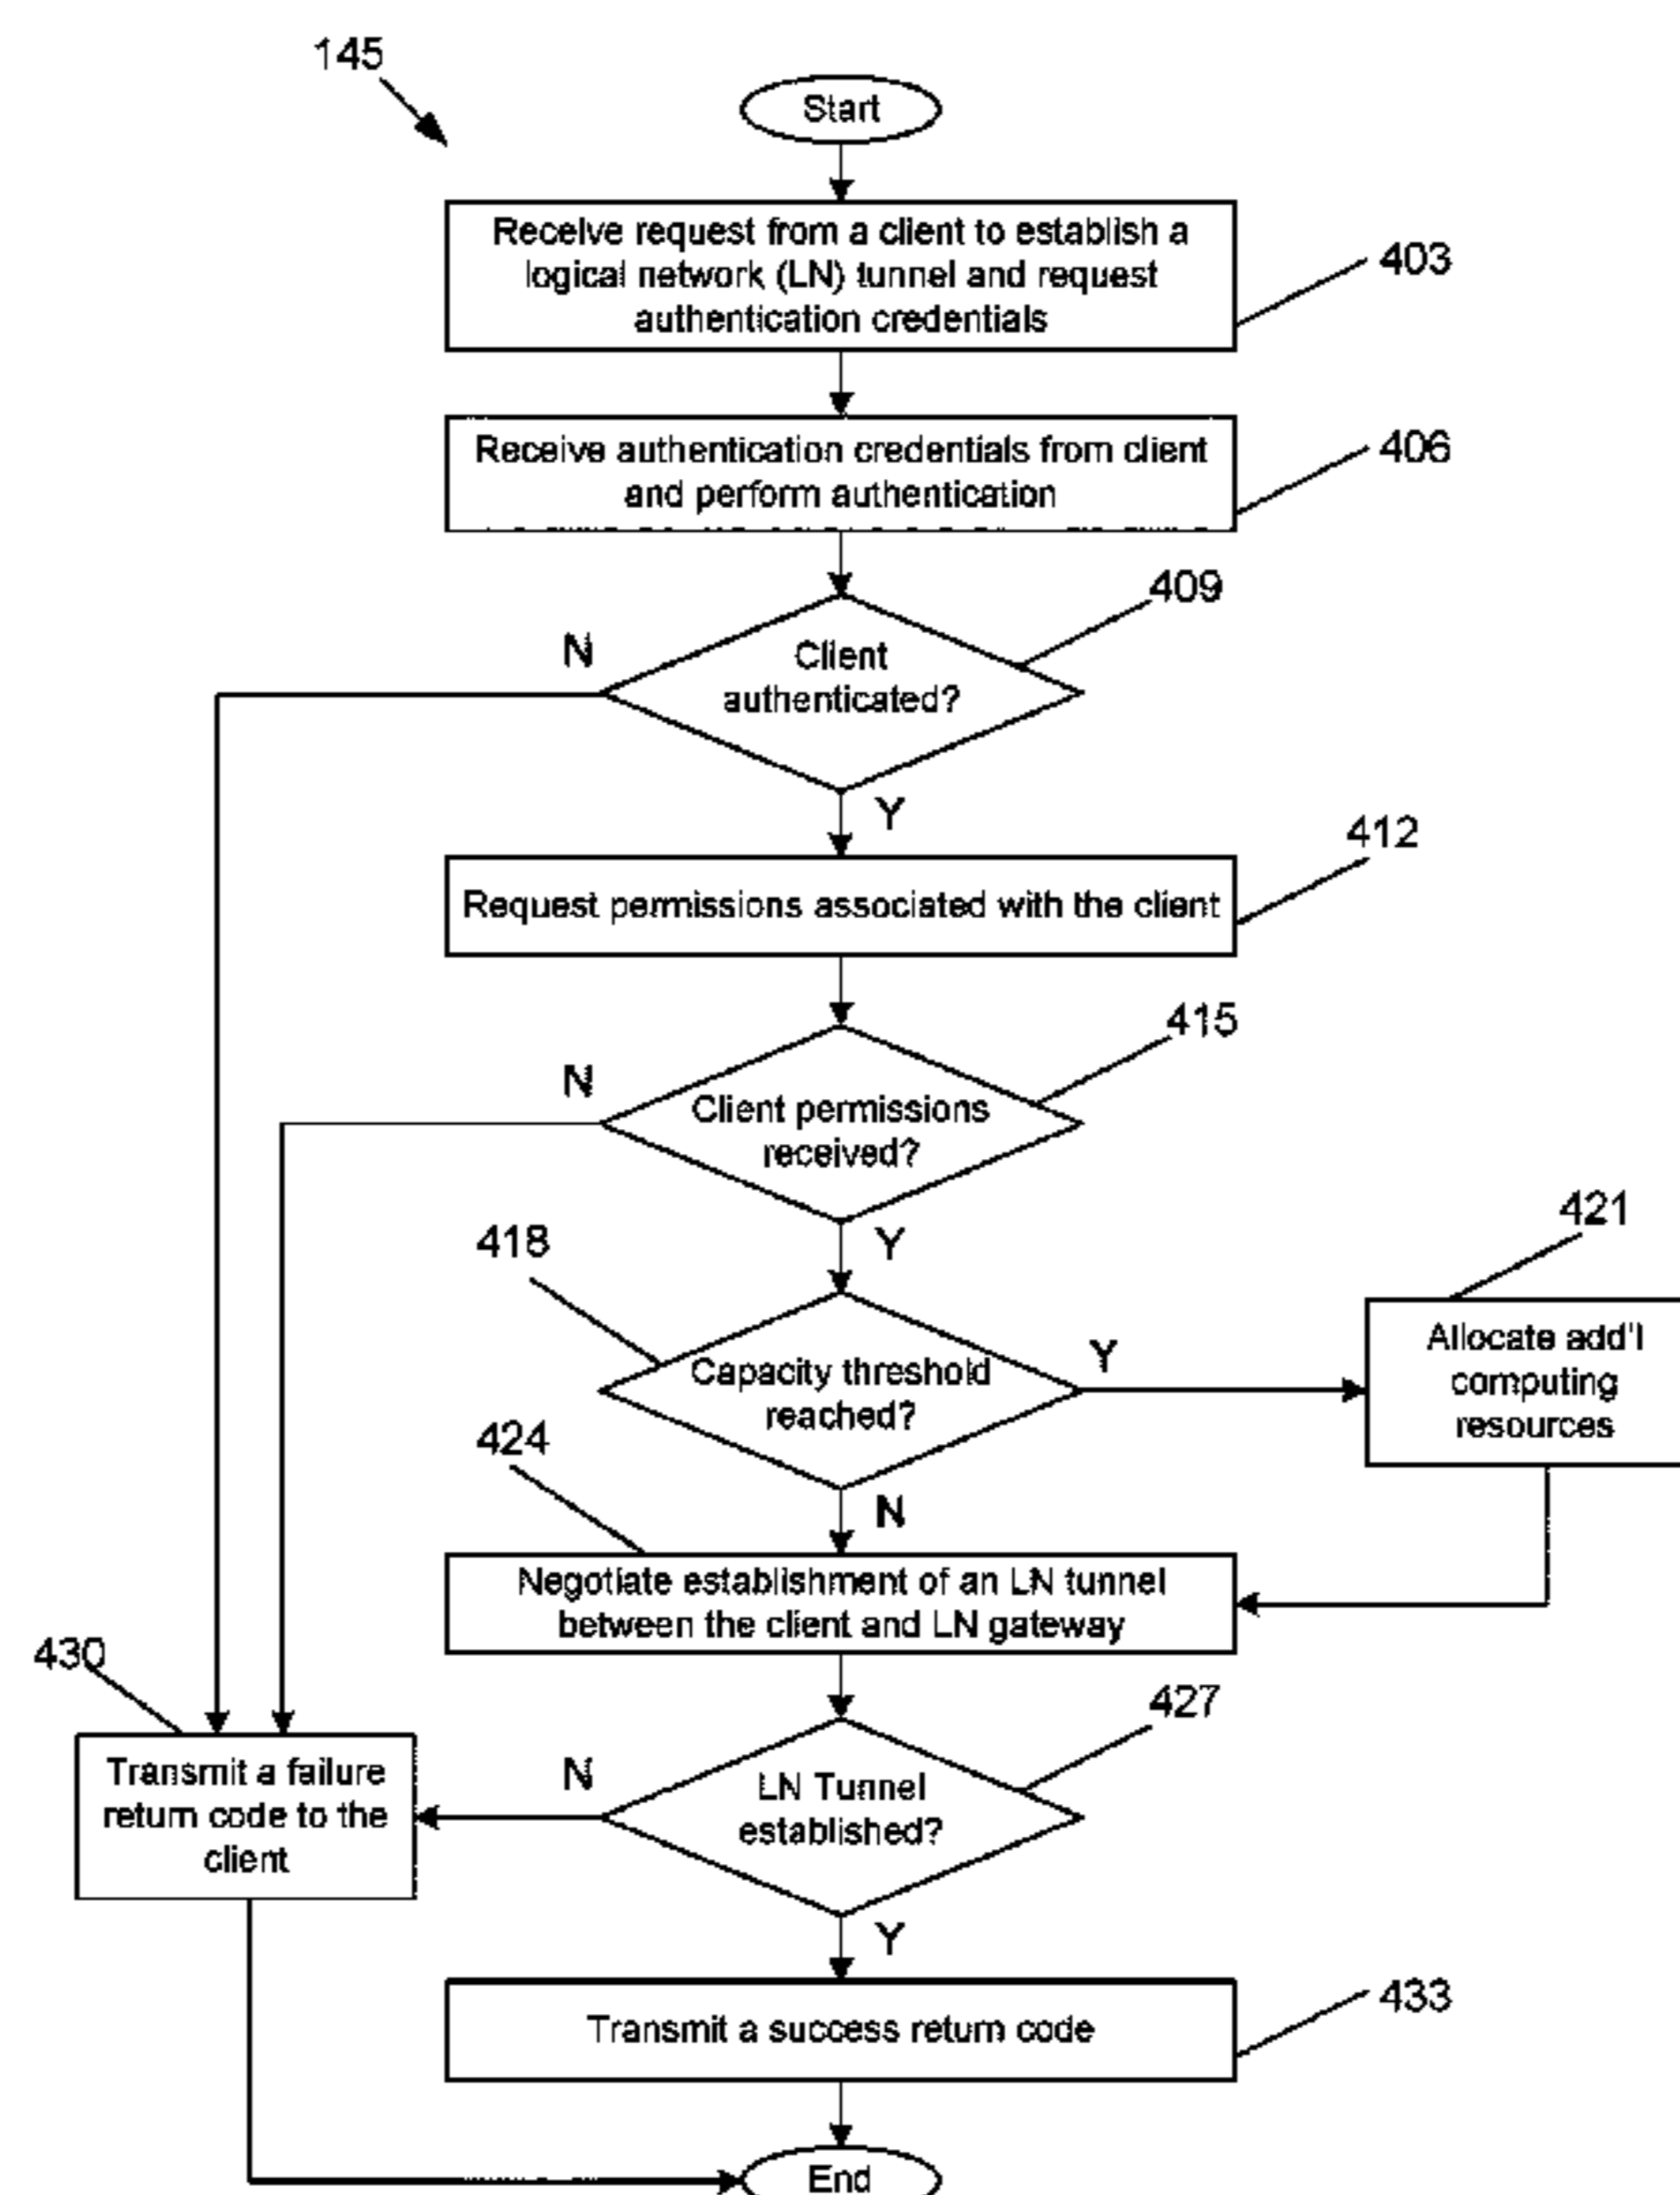 145
Start
Receive request from a client to establish a
logical network (LN) tunnel and request
authentication credentials
403
Receive authentication credentials from client
and perform authentication
406
409
N
Client
authenticated?
Y
412
Request permissions associated with the client
415
N
Client permissions
received?
Y
418
421
Capacity threshold
reached?
Y
Allocate add'l
computing
resources
424
N
Negotiate establishment of an LN tunnel
between the client and LN gateway
430
427
Transmit a failure
return code to the
client
N
LN Tunnel
established?
Y
433
Transmit a success return code
End